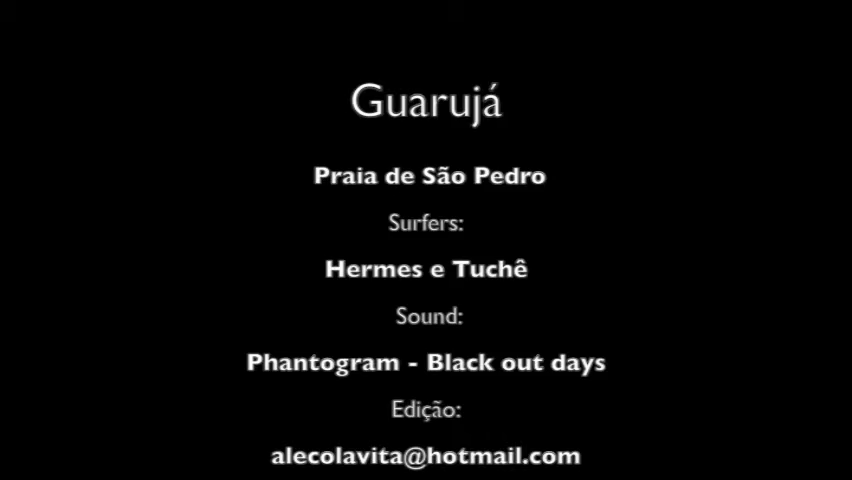 Guarujá
Praia de São Pedro
Surfers:
Hermes e Tuchê
Sound:
Phantogram - Black out days
Edição:
alecolavita@hotmail.com